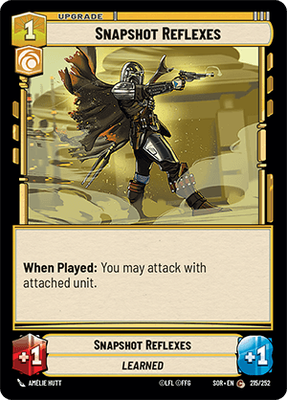 UPGRADE
1
SNAPSHOT REFLEXES
When Played: You may attack with
attached unit.
SNAPSHOT REFLEXES
LEARNED
+1
+1
AMÉLIE HUTT
©LFL ©FFG
SOR • EN C 215/252